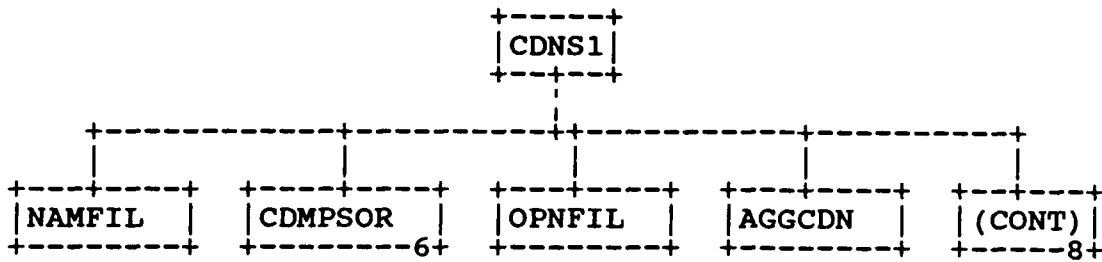 CDNS1
NAMFIL CDMPSOR OPNFIL AGGCDN (CONT)
6 8